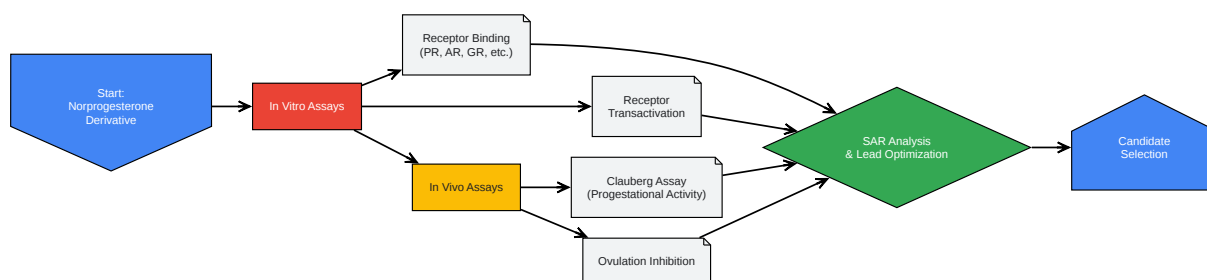 Start:
Norprogesterone
Derivative
In Vitro Assays
Receptor Binding
(PR, AR, GR, etc.)
Receptor
Transactivation
In Vivo Assays
Clauberg Assay
(Progestational Activity)
Ovulation Inhibition
SAR Analysis
& Lead Optimization
Candidate
Selection